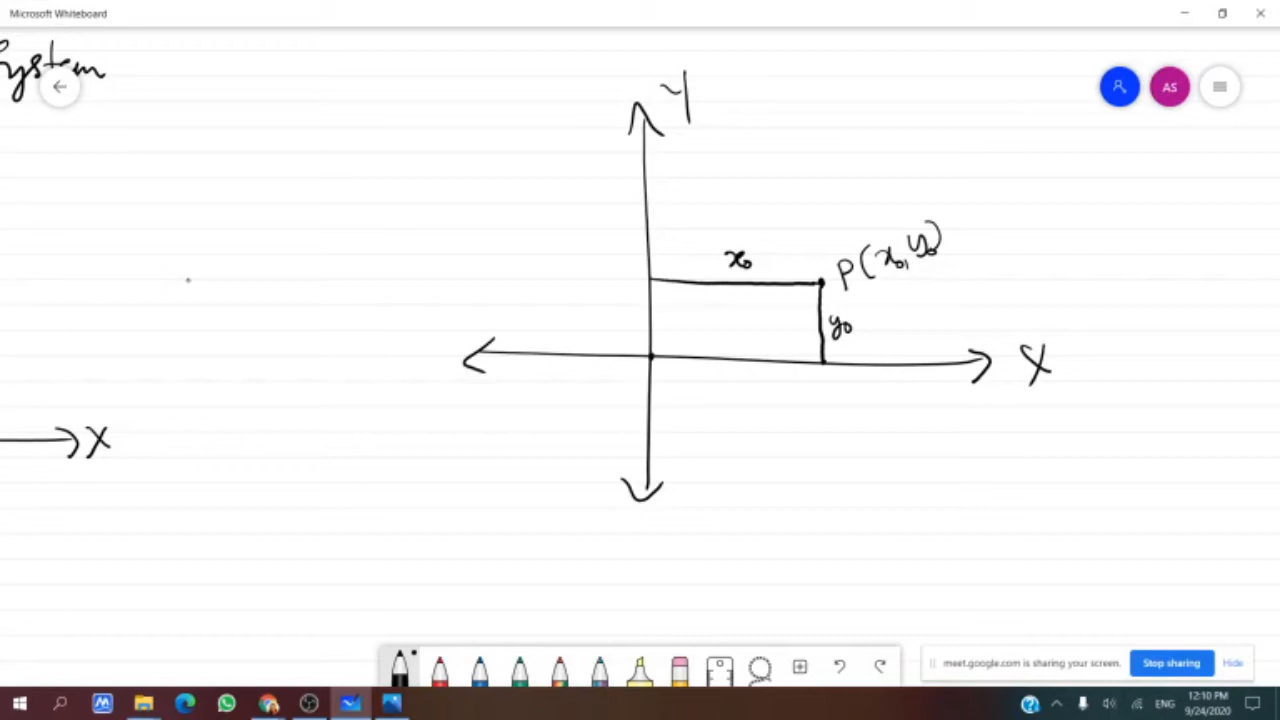 Microsoft Whiteboard
System
AS
Y
x₀
P(x₀, y₀)
y₀
X
X
meet.google.com is sharing your screen.
Stop sharing
Hide
ENG
12:10 PM
9/24/2020